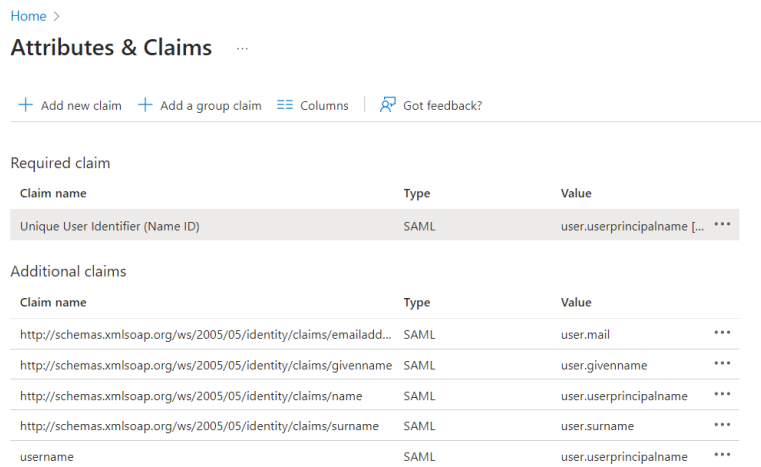 Home >
Attributes & Claims ...
Add new claim Add a group claim Columns Got feedback?
Required claim
Claim name Type Value
Unique User Identifier (Name ID) SAML user.userprincipalname [... ...
Additional claims
Claim name Type Value
http://schemas.xmlsoap.org/ws/2005/05/identity/claims/emailadd... SAML user.mail ...
http://schemas.xmlsoap.org/ws/2005/05/identity/claims/givenname SAML user.givenname ...
http://schemas.xmlsoap.org/ws/2005/05/identity/claims/name SAML user.userprincipalname ...
http://schemas.xmlsoap.org/ws/2005/05/identity/claims/surname SAML user.surname ...
username SAML user.userprincipalname ...